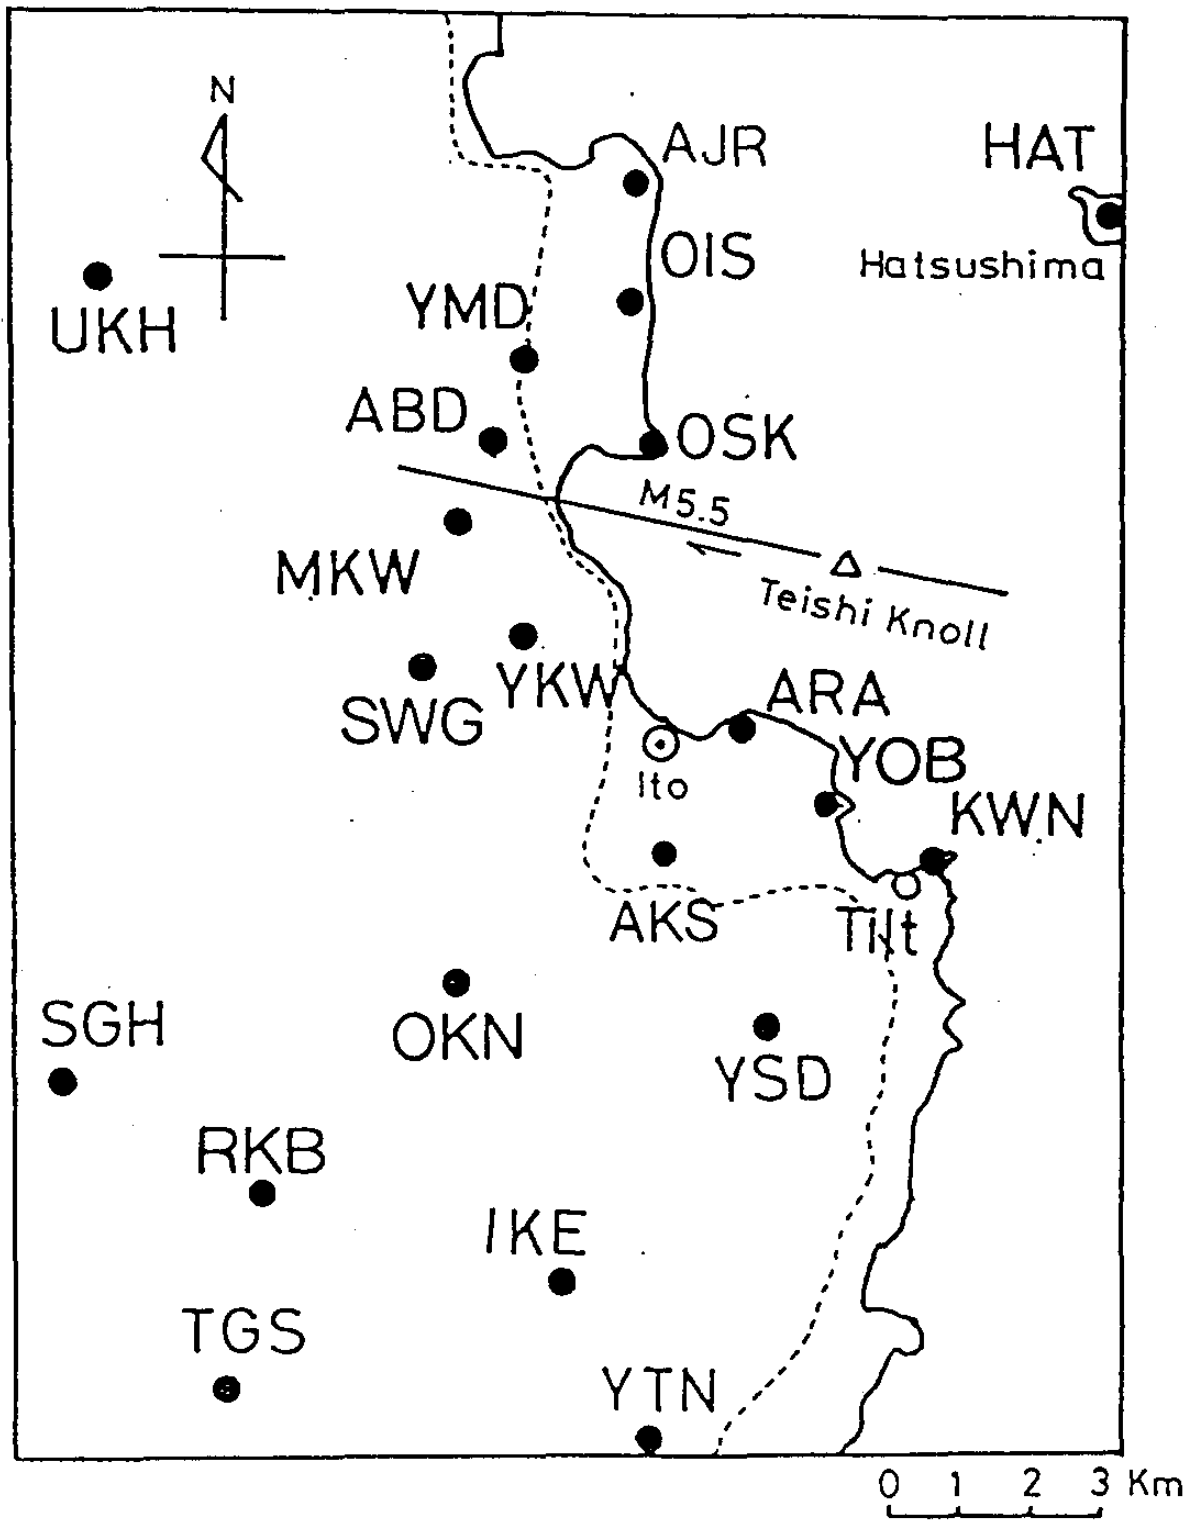 N
AJR
HAT
OIS
Hatsushima
YMD
UKH
ABD
OSK
M5.5
MKW
Teishi Knoll
YKW
ARA
SWG
YOB
Ito
KWN
AKS
Tilt
SGH
OKN
YSD
RKB
IKE
TGS
YTN
0 1 2 3 Km